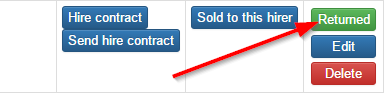 Hire contract
Send hire contract
Sold to this hirer
Returned
Edit
Delete